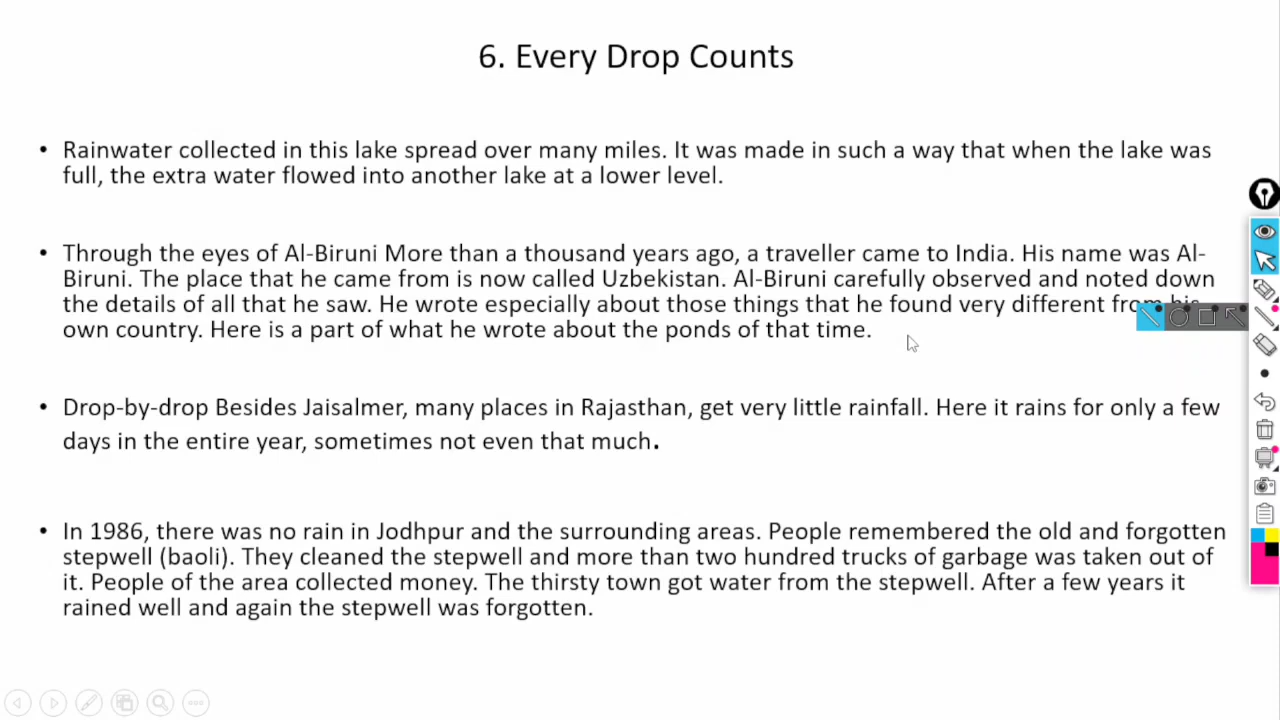 6. Every Drop Counts
• Rainwater collected in this lake spread over many miles. It was made in such a way that when the lake was
full, the extra water flowed into another lake at a lower level.
• Through the eyes of Al-Biruni More than a thousand years ago, a traveller came to India. His name was Al-
Biruni. The place that he came from is now called Uzbekistan. Al-Biruni carefully observed and noted down
the details of all that he saw. He wrote especially about those things that he found very different from his
own country. Here is a part of what he wrote about the ponds of that time.
• Drop-by-drop Besides Jaisalmer, many places in Rajasthan, get very little rainfall. Here it rains for only a few
days in the entire year, sometimes not even that much.
• In 1986, there was no rain in Jodhpur and the surrounding areas. People remembered the old and forgotten
stepwell (baoli). They cleaned the stepwell and more than two hundred trucks of garbage was taken out of
it. People of the area collected money. The thirsty town got water from the stepwell. After a few years it
rained well and again the stepwell was forgotten.